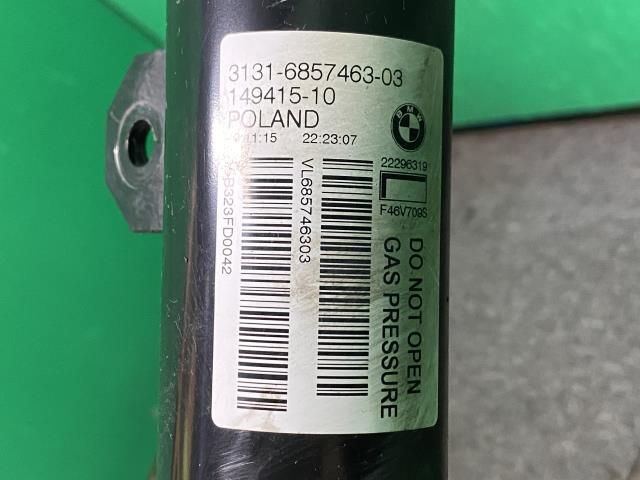 3131-6857463-03
149415-10
POLAND
22:23:07
BMW
22296319
F46V709S
VL685746303
DO NOT OPEN
GAS PRESSURE